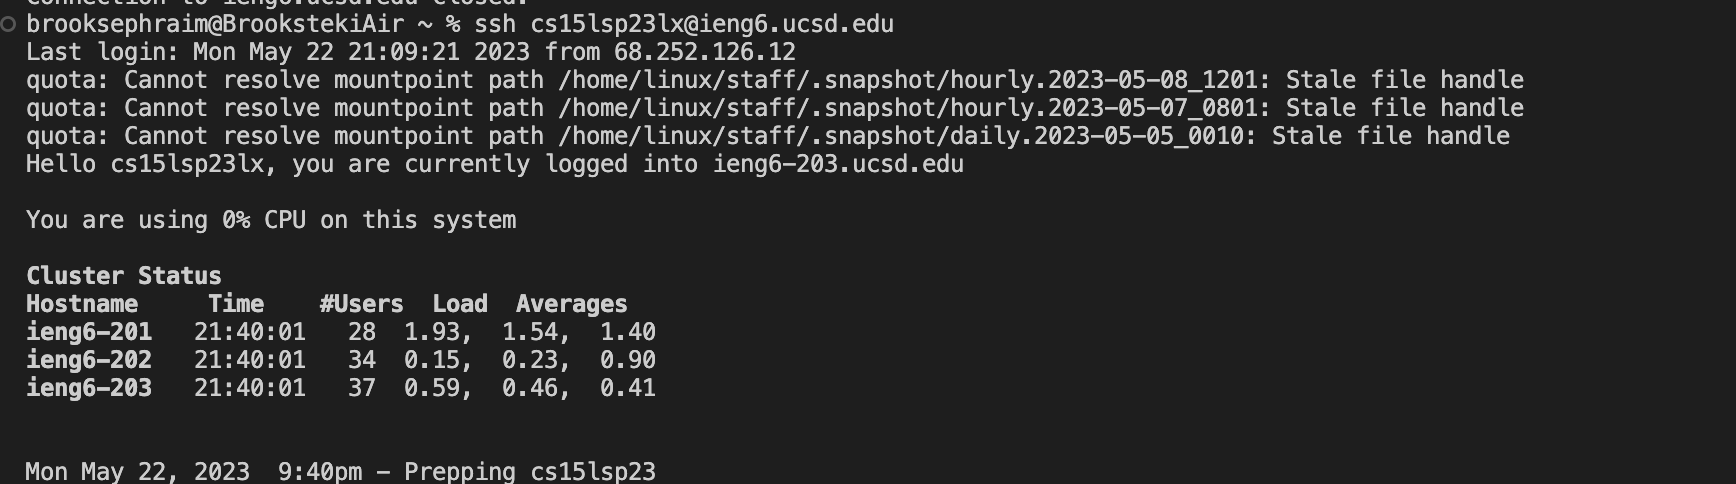 Connection to ieng6.ucsd.edu closed.
brooksephraim@BrookstekiAir ~ % ssh cs15lsp23lx@ieng6.ucsd.edu
Last login: Mon May 22 21:09:21 2023 from 68.252.126.12
quota: Cannot resolve mountpoint path /home/linux/staff/.snapshot/hourly.2023-05-08_1201: Stale file handle
quota: Cannot resolve mountpoint path /home/linux/staff/.snapshot/hourly.2023-05-07_0801: Stale file handle
quota: Cannot resolve mountpoint path /home/linux/staff/.snapshot/daily.2023-05-05_0010: Stale file handle
Hello cs15lsp23lx, you are currently logged into ieng6-203.ucsd.edu
You are using 0% CPU on this system
Cluster Status
Hostname     Time    #Users  Load  Averages
ieng6-201   21:40:01   28  1.93,  1.54,  1.40
ieng6-202   21:40:01   34  0.15,  0.23,  0.90
ieng6-203   21:40:01   37  0.59,  0.46,  0.41
Mon May 22, 2023  9:40pm - Prepping cs15lsp23